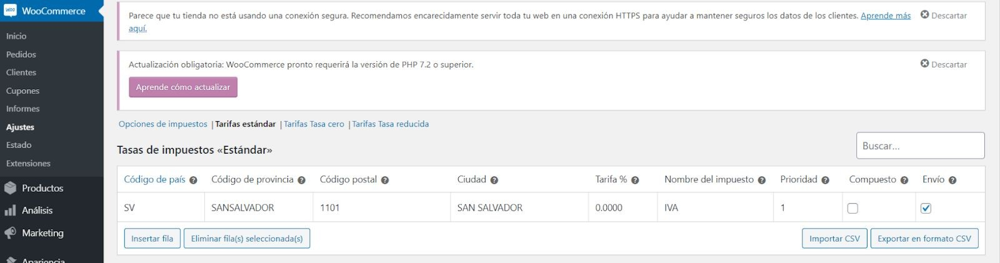 WOO WooCommerce
Inicio
Pedidos
Clientes
Cupones
Informes
Ajustes
Estado
Extensiones
Productos
Análisis
Marketing
Apariencia
Parece que tu tienda no está usando una conexión segura. Recomendamos encarecidamente servir toda tu web en una conexión HTTPS para ayudar a mantener seguros los datos de los clientes. Aprende más
aquí.
Descartar
Actualización obligatoria: WooCommerce pronto requerirá la versión de PHP 7.2 o superior.
Descartar
Aprende cómo actualizar
Opciones de impuestos | Tarifas estándar | Tarifas Tasa cero | Tarifas Tasa reducida
Tasas de impuestos «Estándar»
Buscar...
Código de país ? Código de provincia ? Código postal ? Ciudad ? Tarifa % ? Nombre del impuesto ? Prioridad ? Compuesto ? Envío ?
SV SANSALVADOR 1101 SAN SALVADOR 0.0000 IVA 1
Insertar fila Eliminar fila(s) seleccionada(s) Importar CSV Exportar en formato CSV